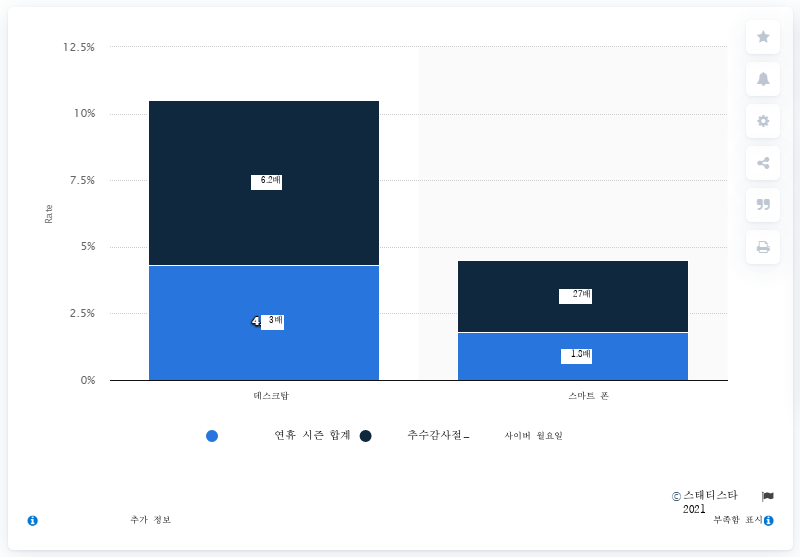 12.5%
10%
7.5%
5%
2.5%
0%
Rate
6.2배
4 3배
27배
1.8배
데스크탑
스마트 폰
연휴 시즌 합계
추수감사절–
사이버 월요일
© 스태티스타
2021
추가 정보
부족함 표시